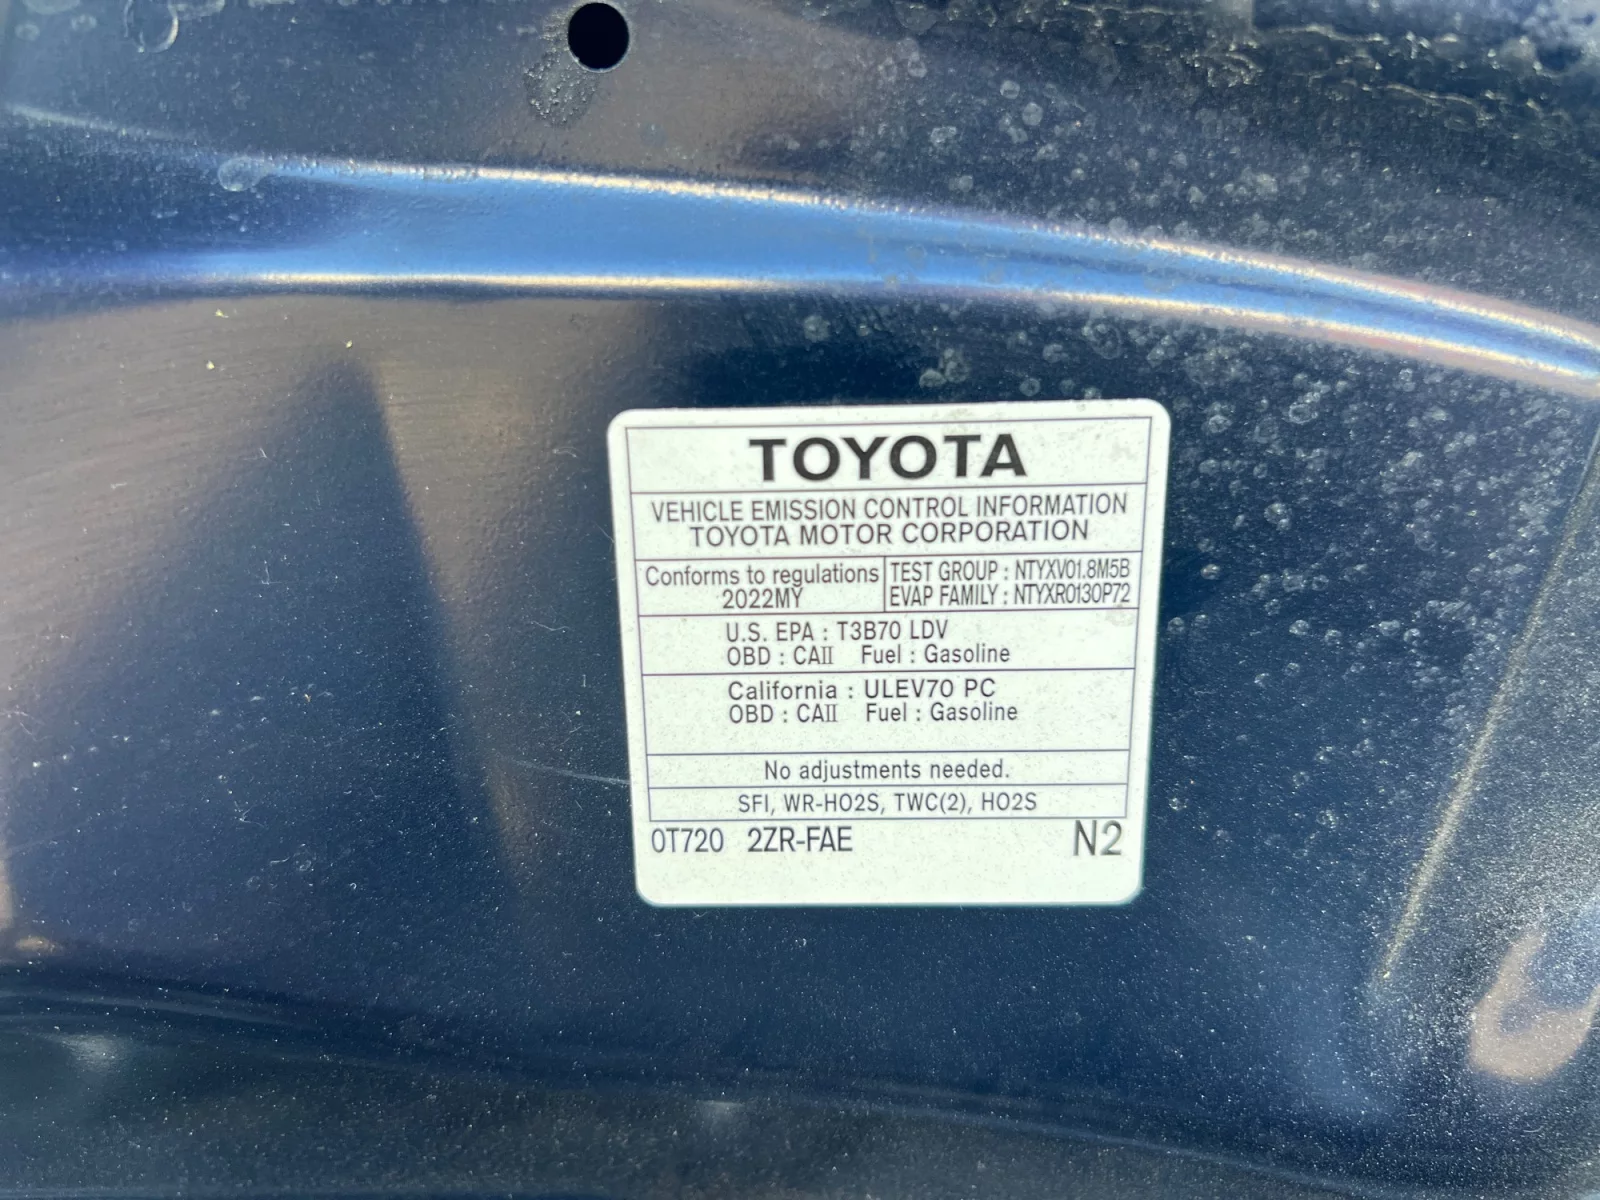 TOYOTA
VEHICLE EMISSION CONTROL INFORMATION
TOYOTA MOTOR CORPORATION
Conforms to regulations
2022MY
TEST GROUP : NTYXV01.8M5B
EVAP FAMILY : NTYXR0130P72
U.S. EPA : T3B70 LDV
OBD : CAII Fuel : Gasoline
California : ULEV70 PC
OBD : CAII Fuel : Gasoline
No adjustments needed.
SFI, WR-HO2S, TWC(2), HO2S
0T720 2ZR-FAE N2